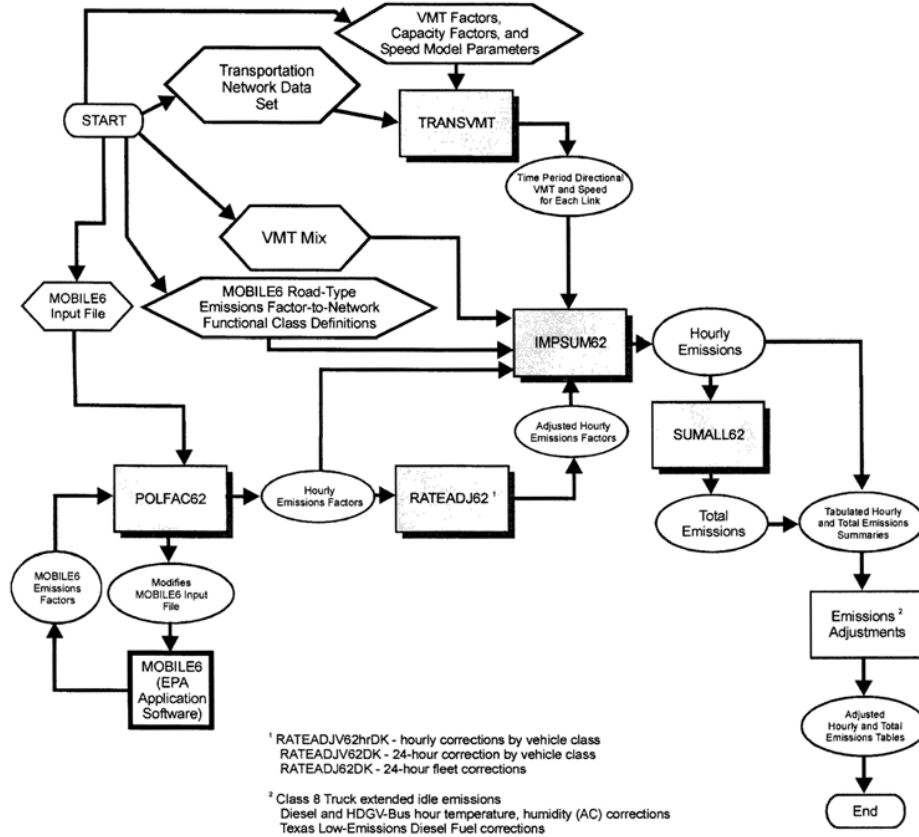 VMT Factors,
Capacity Factors, and
Speed Model Parameters
Transportation
Network Data
Set
START
TRANSVMT
Time Period Directional
VMT and Speed
for Each Link
VMT Mix
MOBILE6
Input File
MOBILE6 Road-Type
Emissions Factor-to-Network
Functional Class Definitions
IMPSUM62
Hourly
Emissions
Adjusted Hourly
Emissions Factors
SUMALL62
POLFAC62
Hourly
Emissions Factors
RATEADJ62 ¹
Total
Emissions
Tabulated Hourly
and Total Emissions
Summaries
MOBILE6
Emissions
Factors
Modifies
MOBILE6 Input
File
Emissions ²
Adjustments
MOBILE6
(EPA
Application
Software)
Adjusted
Hourly and Total
Emissions Tables
End
¹ RATEADJV62hrDK - hourly corrections by vehicle class
RATEADJV62DK - 24-hour correction by vehicle class
RATEADJ62DK - 24-hour fleet corrections
² Class 8 Truck extended idle emissions
Diesel and HDGV-Bus hour temperature, humidity (AC) corrections
Texas Low-Emissions Diesel Fuel corrections